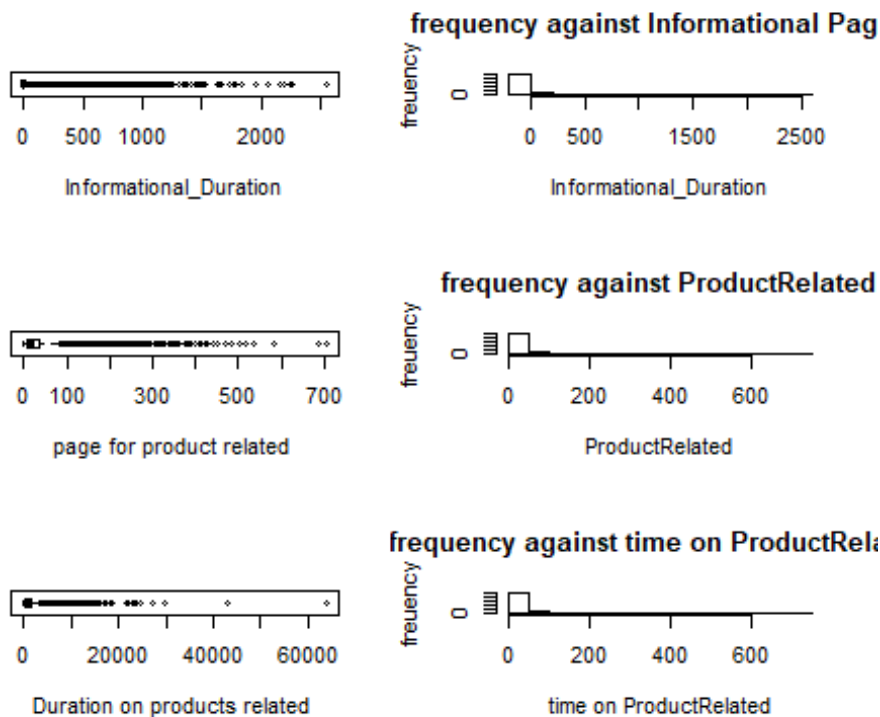 frequency against Informational Pag
freuency
0
0 500 1000 2000
0 500 1500 2500
Informational_Duration
Informational_Duration
frequency against ProductRelated
freuency
0
0 100 300 500 700
0 200 400 600
page for product related
ProductRelated
frequency against time on ProductRela
freuency
0
0 20000 40000 60000
0 200 400 600
Duration on products related
time on ProductRelated